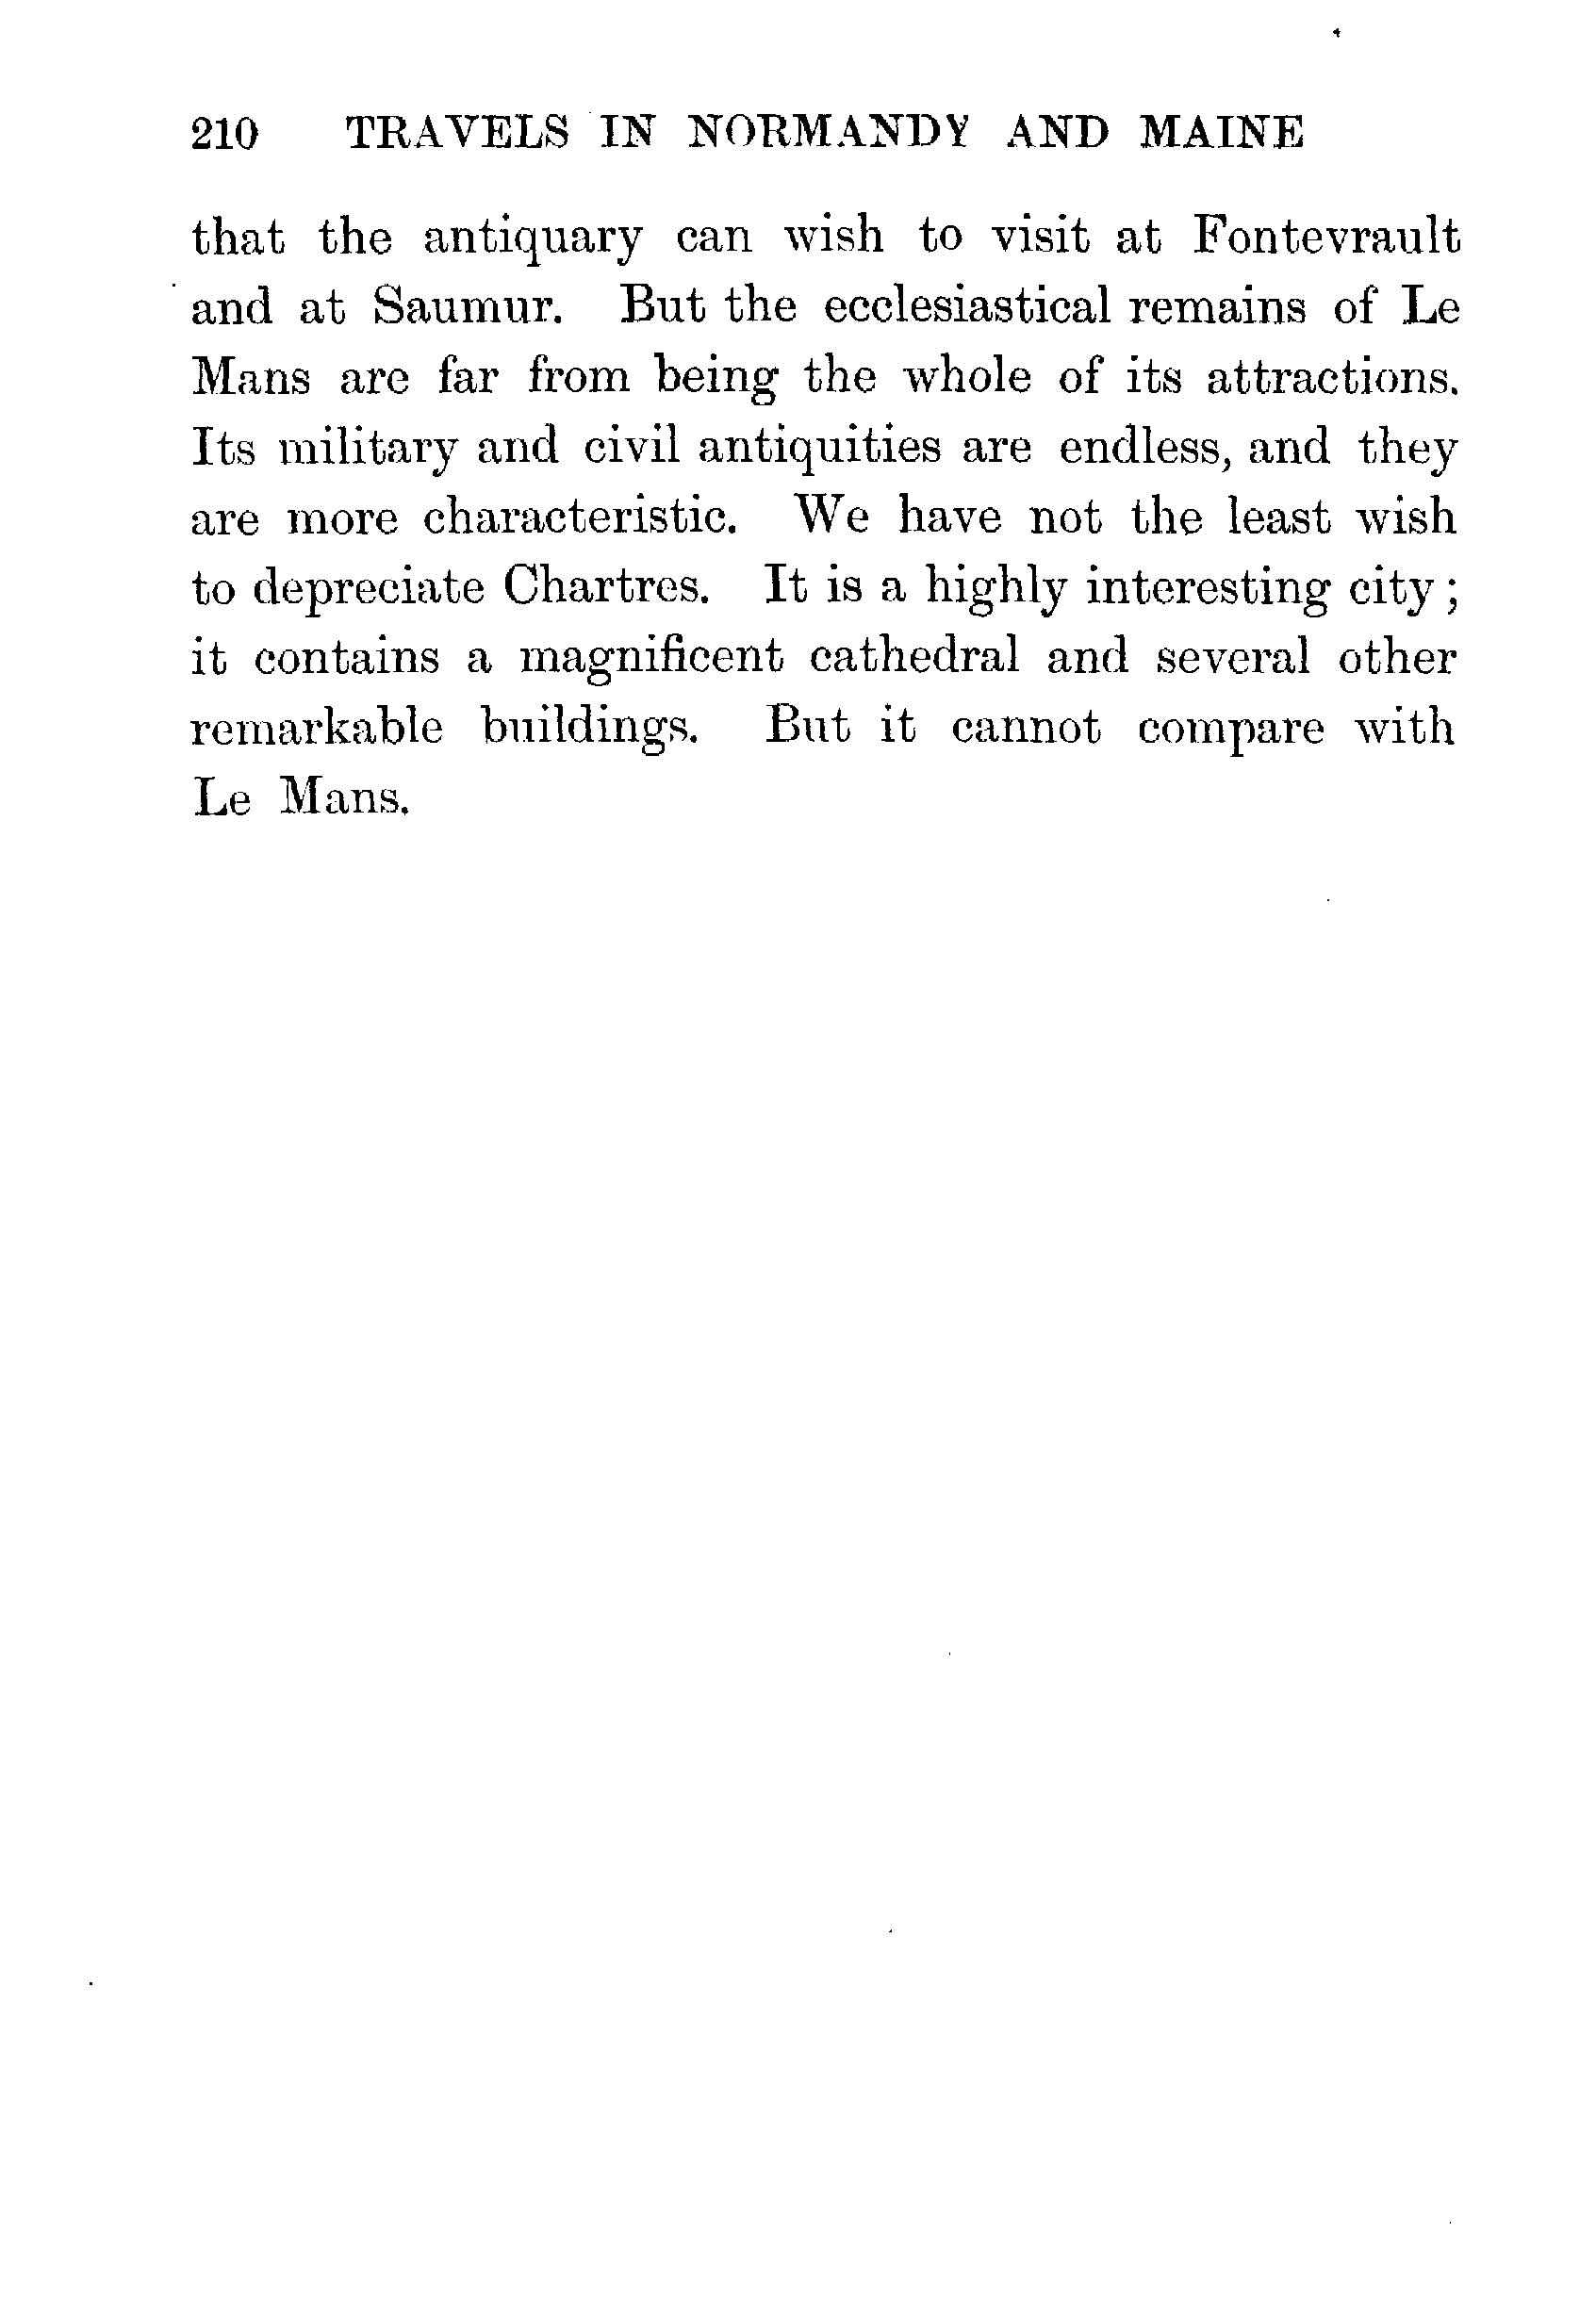 210 TRAVELS IN NORMANDY AND MAINE
that the antiquary can wish to visit at Fontevrault
and at Saumur. But the ecclesiastical remains of Le
Mans are far from being the whole of its attractions.
Its military and civil antiquities are endless, and they
are more characteristic. We have not the least wish
to depreciate Chartres. It is a highly interesting city ;
it contains a magnificent cathedral and several other
remarkable buildings. But it cannot compare with
Le Mans.